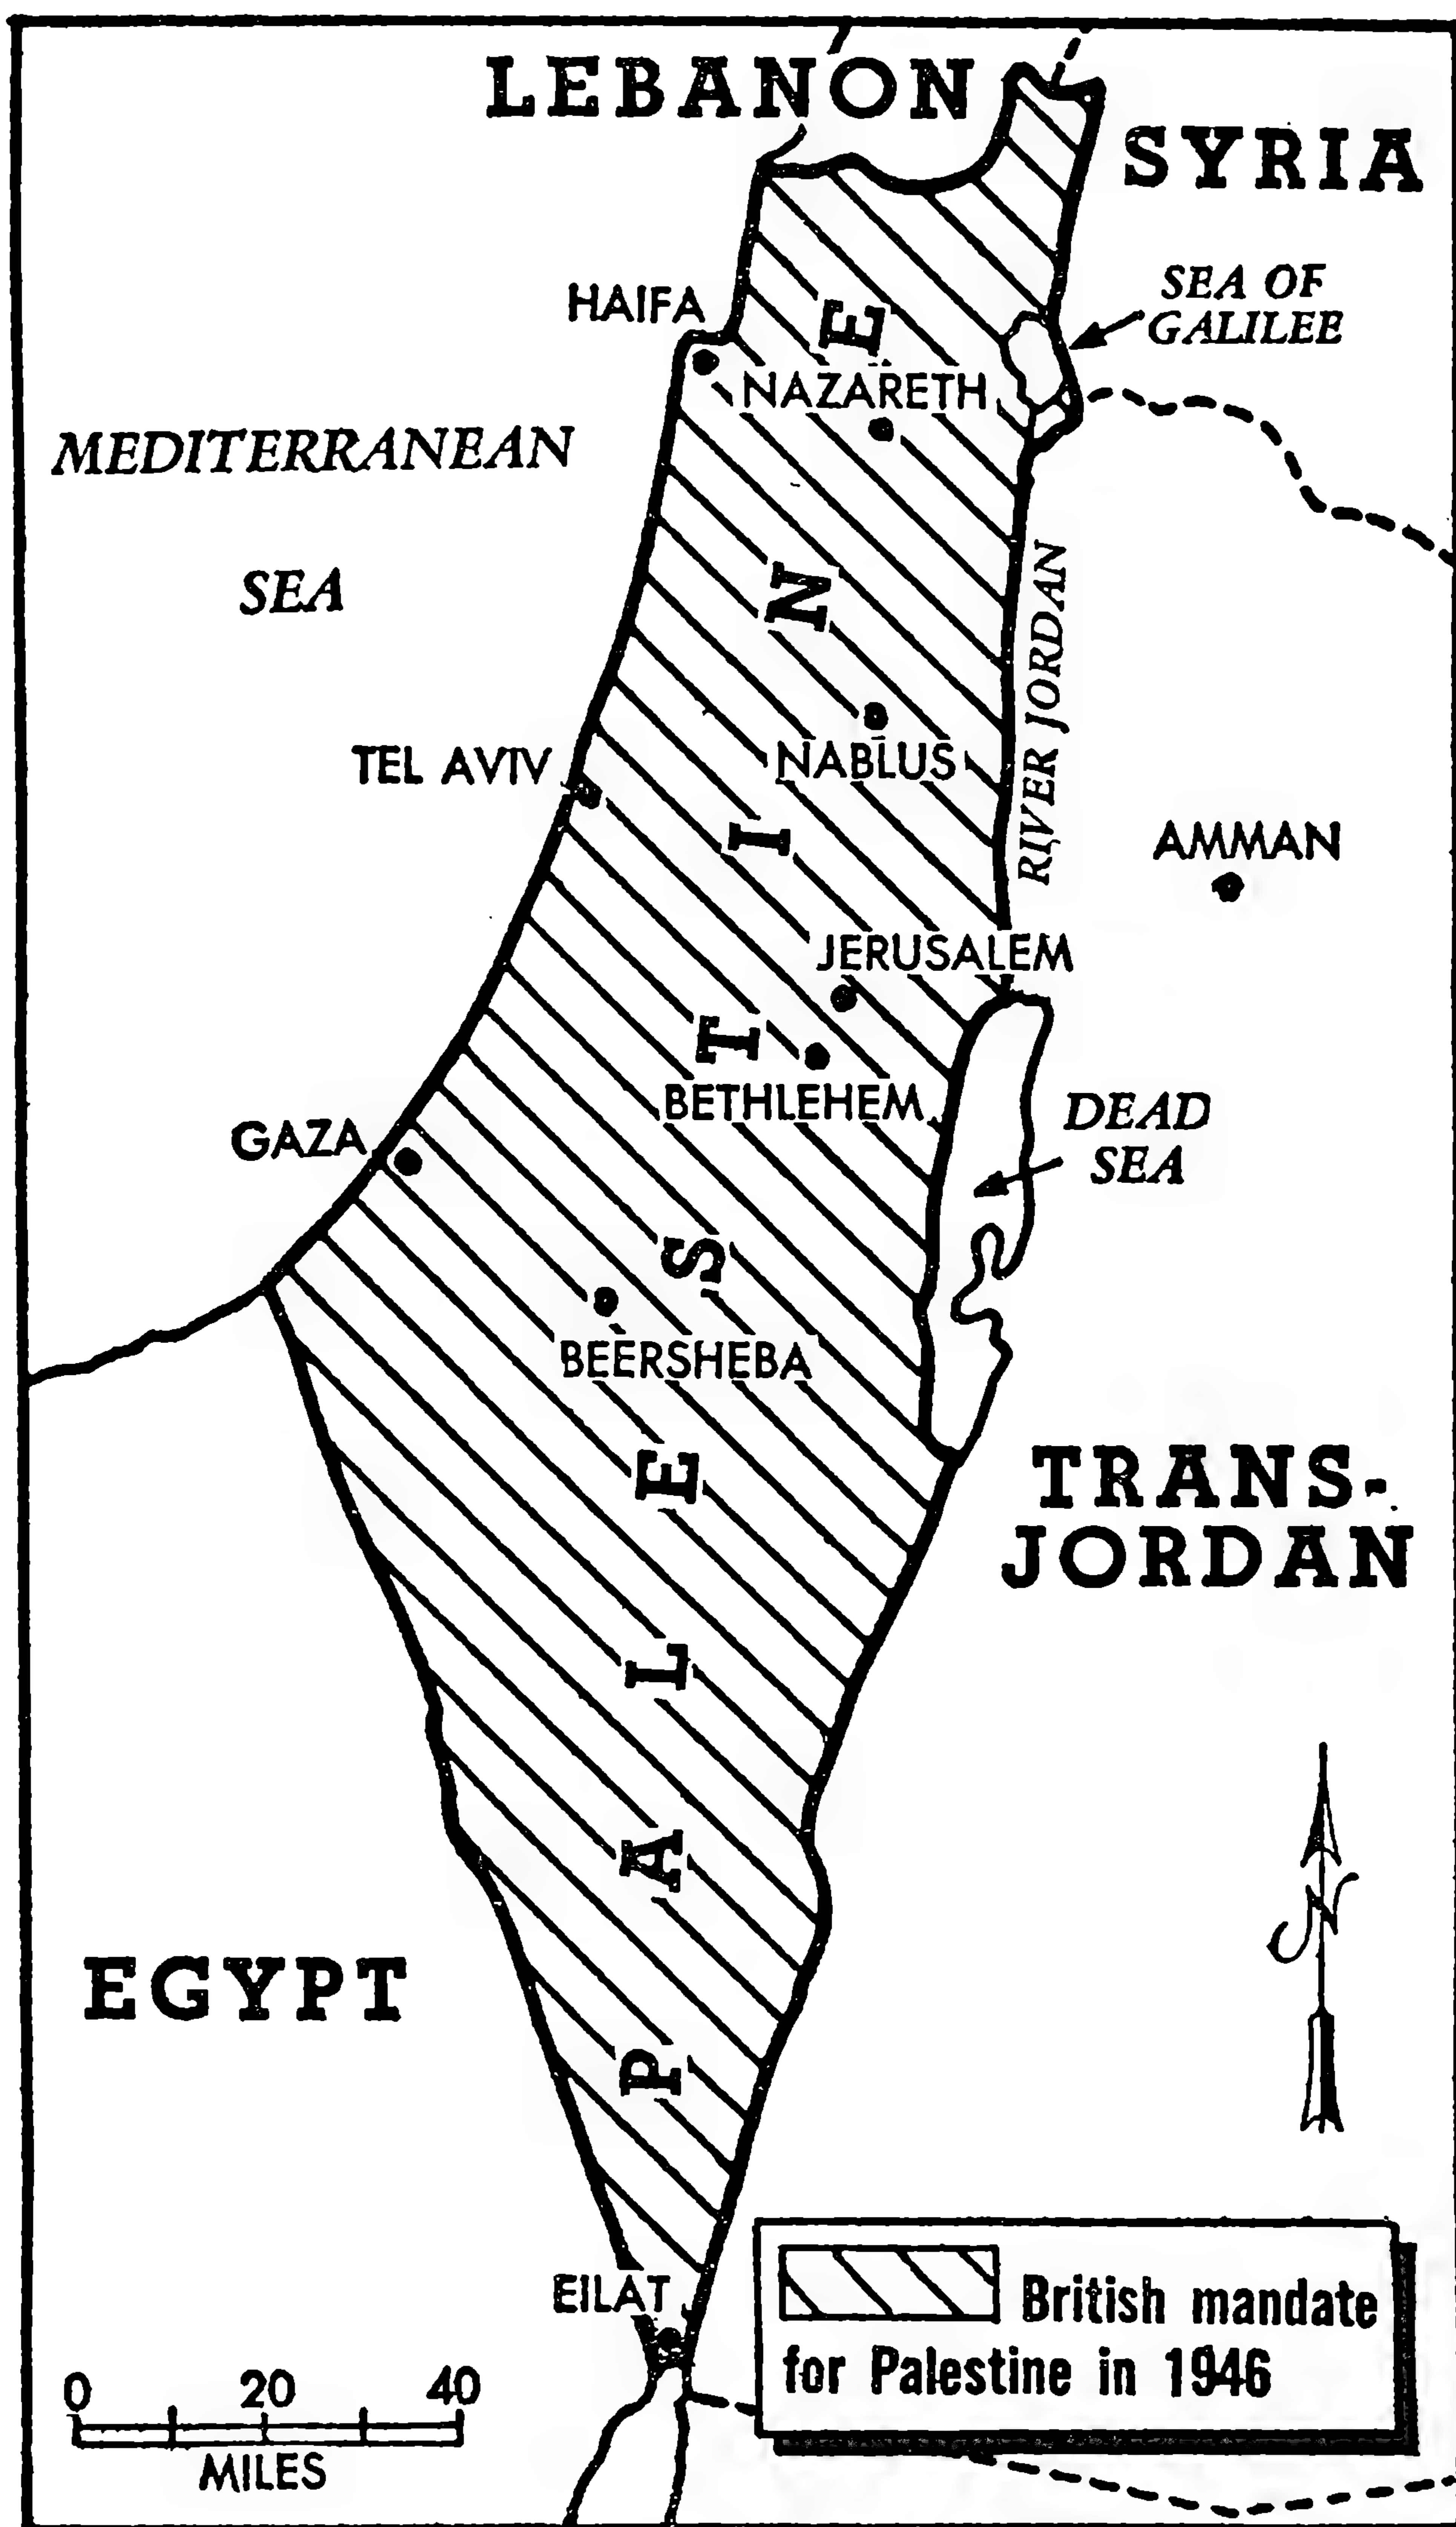 LEBANON
SYRIA
SEA OF
GALILEE
HAIFA
NAZARETH
MEDITERRANEAN
SEA
RIVER JORDAN
NABLUS
TEL AVIV
AMMAN
JERUSALEM
BETHLEHEM
DEAD
SEA
GAZA
BEERSHEBA
PALESTINE
TRANS-
JORDAN
EGYPT
N
EILAT
British mandate
for Palestine in 1946
0 20 40
MILES